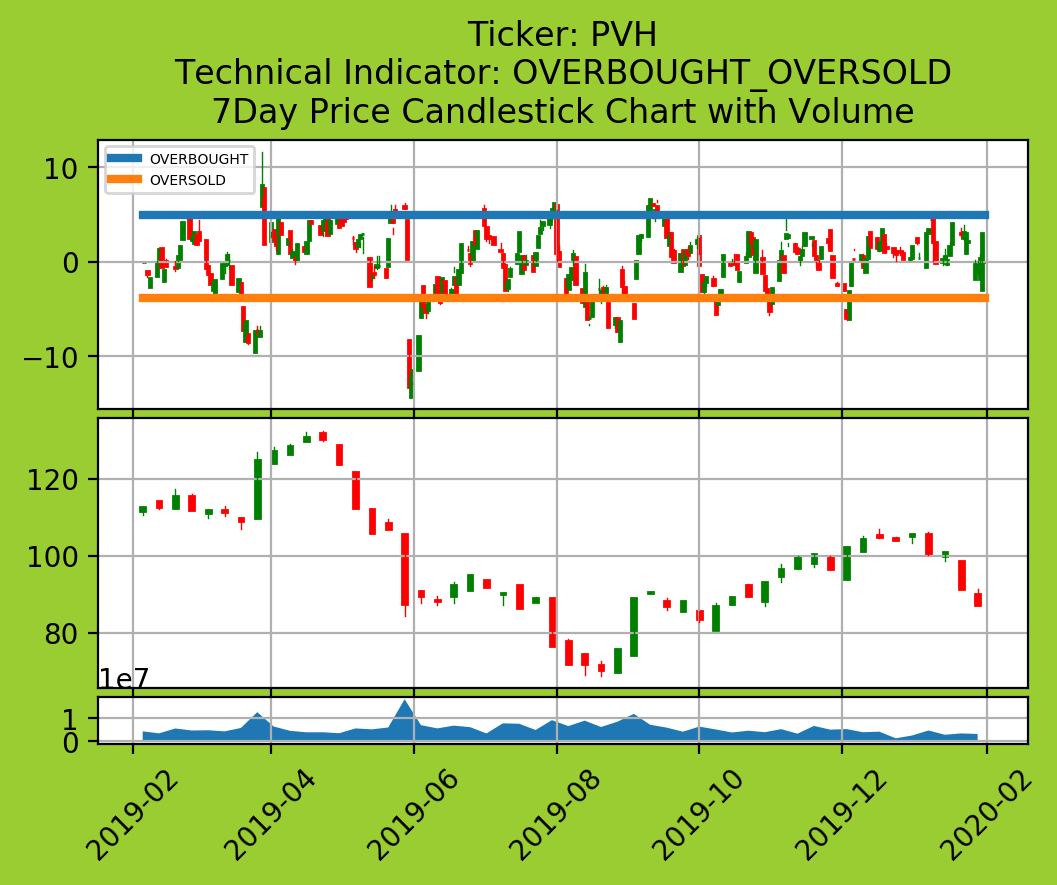 Ticker: PVH
Technical Indicator: OVERBOUGHT_OVERSOLD
7Day Price Candlestick Chart with Volume
OVERBOUGHT
OVERSOLD
10
0
−10
120
100
80
1e7
1
0
2019-02
2019-04
2019-06
2019-08
2019-10
2019-12
2020-02